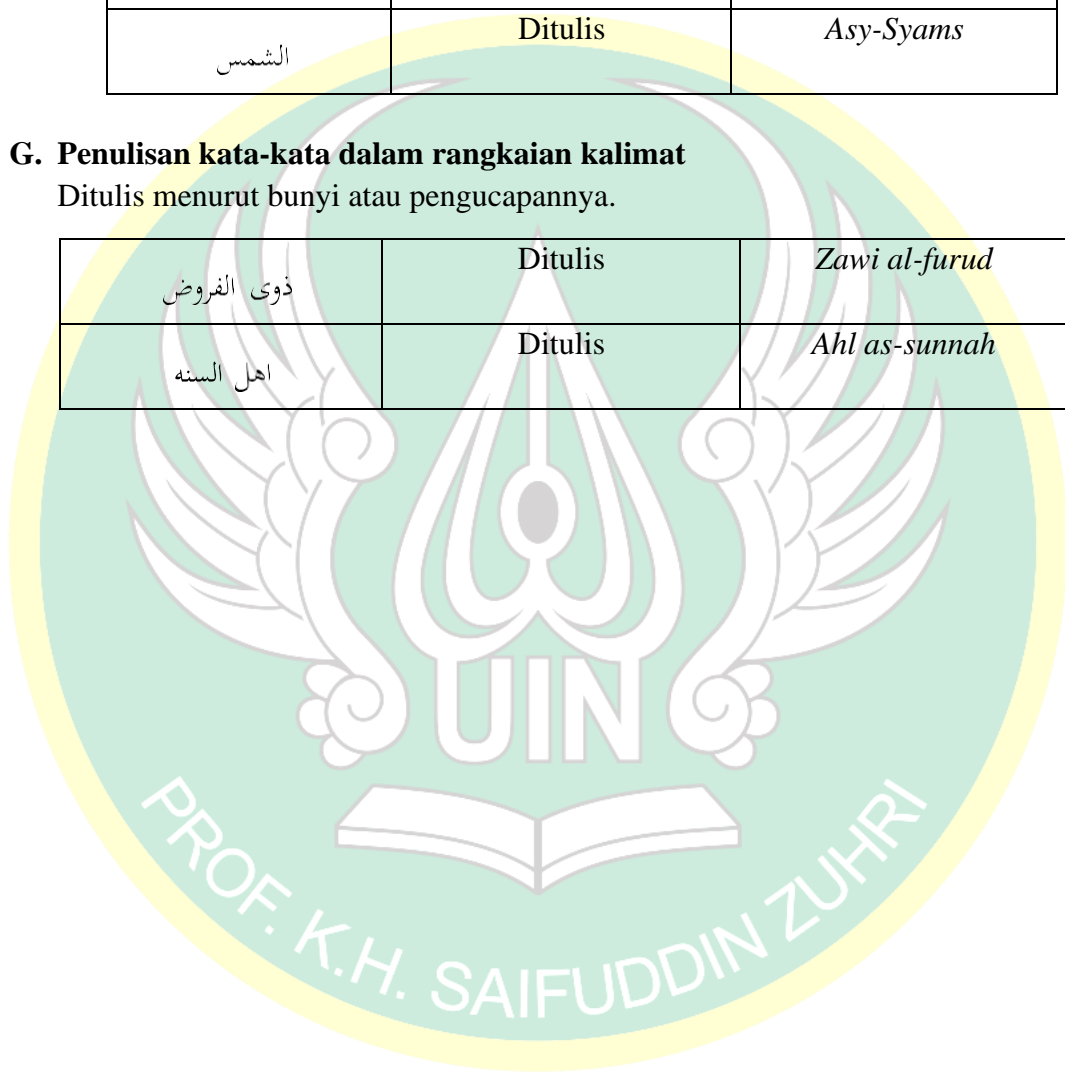 الشمس Ditulis Asy-Syams
G. Penulisan kata-kata dalam rangkaian kalimat
Ditulis menurut bunyi atau pengucapannya.
ذوى الفروض Ditulis Zawi al-furud
اهل السنه Ditulis Ahl as-sunnah
UIN
PROF. K.H. SAIFUDDIN ZUHRI